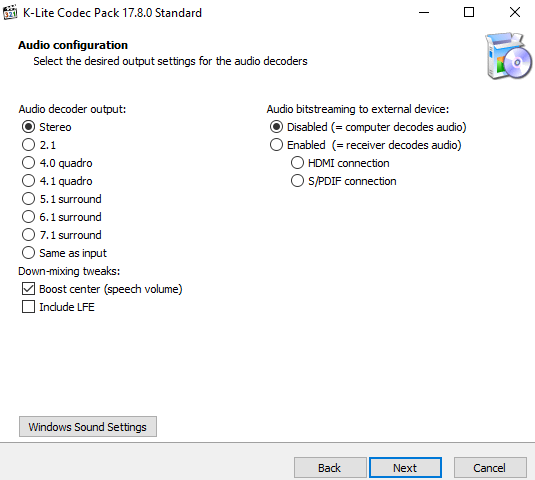 K-Lite Codec Pack 17.8.0 Standard
Audio configuration
Select the desired output settings for the audio decoders
Audio decoder output:
Stereo
2.1
4.0 quadro
4.1 quadro
5.1 surround
6.1 surround
7.1 surround
Same as input
Down-mixing tweaks:
Boost center (speech volume)
Include LFE
Audio bitstreaming to external device:
Disabled (= computer decodes audio)
Enabled (= receiver decodes audio)
HDMI connection
S/PDIF connection
Windows Sound Settings
Back
Next
Cancel